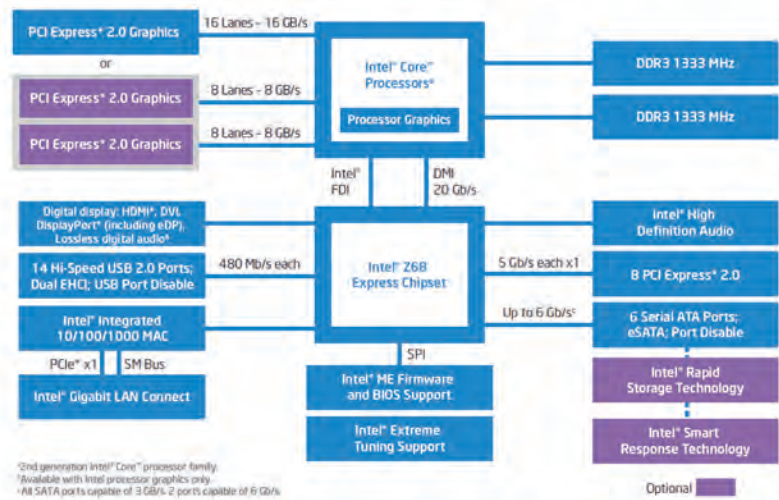 PCI Express* 2.0 Graphics
16 Lanes – 16 GB/s
or
PCI Express* 2.0 Graphics
8 Lanes – 8 GB/s
PCI Express* 2.0 Graphics
8 Lanes – 8 GB/s
Intel® Core™
Processors
Processor Graphics
DDR3 1333 MHz
DDR3 1333 MHz
Intel®
FDI
DMI
20 Gb/s
Digital display: HDMI*, DVI,
DisplayPort* (including eDP),
Lossless digital audio
14 Hi-Speed USB 2.0 Ports;
Dual EHCI; USB Port Disable
480 Mb/s each
Intel® Integrated
10/100/1000 MAC
PCIe* x1
SM Bus
Intel® Gigabit LAN Connect
Intel® Z68
Express Chipset
SPI
Intel® ME Firmware
and BIOS Support
Intel® Extreme
Tuning Support
Intel® High
Definition Audio
5 Gb/s each x1
8 PCI Express* 2.0
Up to 6 Gb/s
6 Serial ATA Ports;
eSATA; Port Disable
Intel® Rapid
Storage Technology
Intel® Smart
Response Technology
Optional
2nd generation Intel® Core™ processor family.
Available with Intel processor graphics only.
All SATA ports capable of 3 GB/s. 2 ports capable of 6 Gb/s.